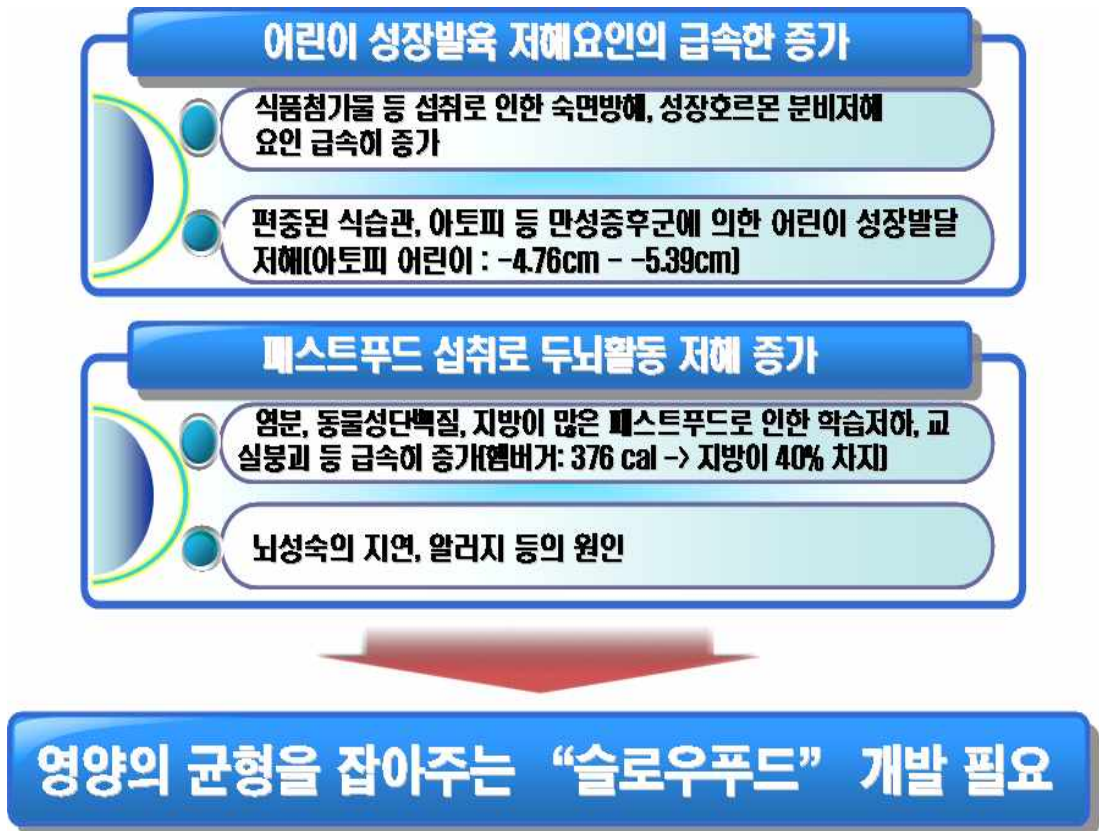 어린이 성장발육 저해요인의 급속한 증가
식품첨가물 등 섭취로 인한 숙면방해, 성장호르몬 분비저해
요인 급속히 증가
편중된 식습관, 아토피 등 만성증후군에 의한 어린이 성장발달
저해(아토피 어린이 : -4.76cm - -5.39cm)
패스트푸드 섭취로 두뇌활동 저해 증가
염분, 동물성단백질, 지방이 많은 패스트푸드로 인한 학습저하, 교
실붕괴 등 급속히 증가(햄버거: 376 cal -> 지방이 40% 차지)
뇌성숙의 지연, 알러지 등의 원인
영양의 균형을 잡아주는 “슬로우푸드” 개발 필요